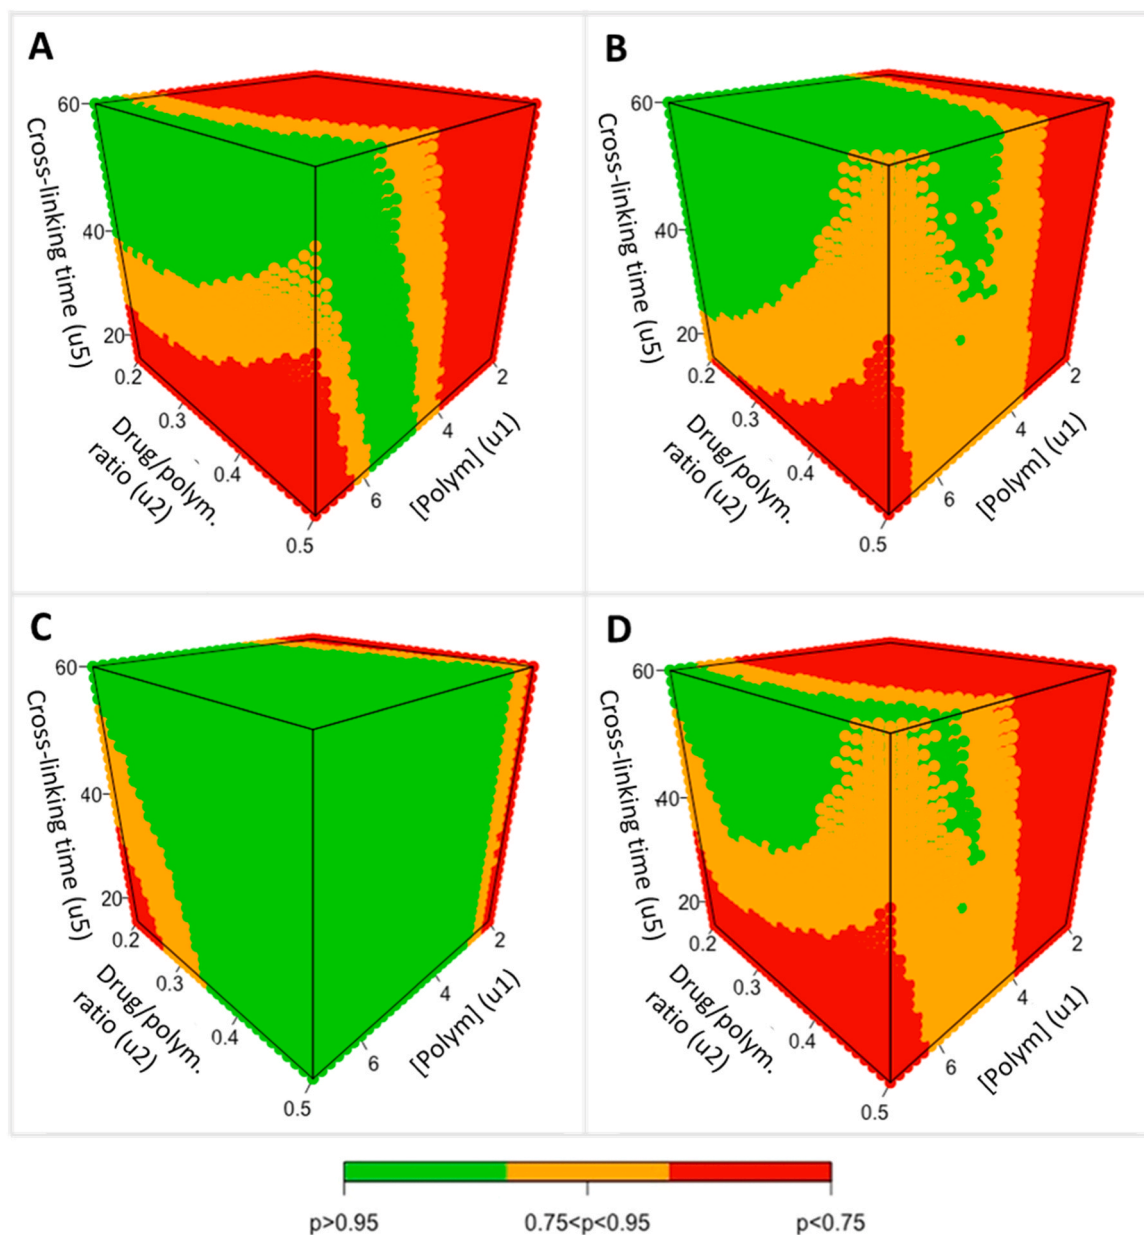 A
60
40
20
Cross-linking time (u5)
0.2
0.3
0.4
0.5
Drug/polym.
ratio (u2)
2
4
6
[Polym] (u1)
B
60
40
20
Cross-linking time (u5)
0.2
0.3
0.4
0.5
Drug/polym.
ratio (u2)
2
4
6
[Polym] (u1)
C
60
40
20
Cross-linking time (u5)
0.2
0.3
0.4
0.5
Drug/polym.
ratio (u2)
2
4
6
[Polym] (u1)
D
60
40
20
Cross-linking time (u5)
0.2
0.3
0.4
0.5
Drug/polym.
ratio (u2)
2
4
6
[Polym] (u1)
p>0.95 0.75<p<0.95 p<0.75